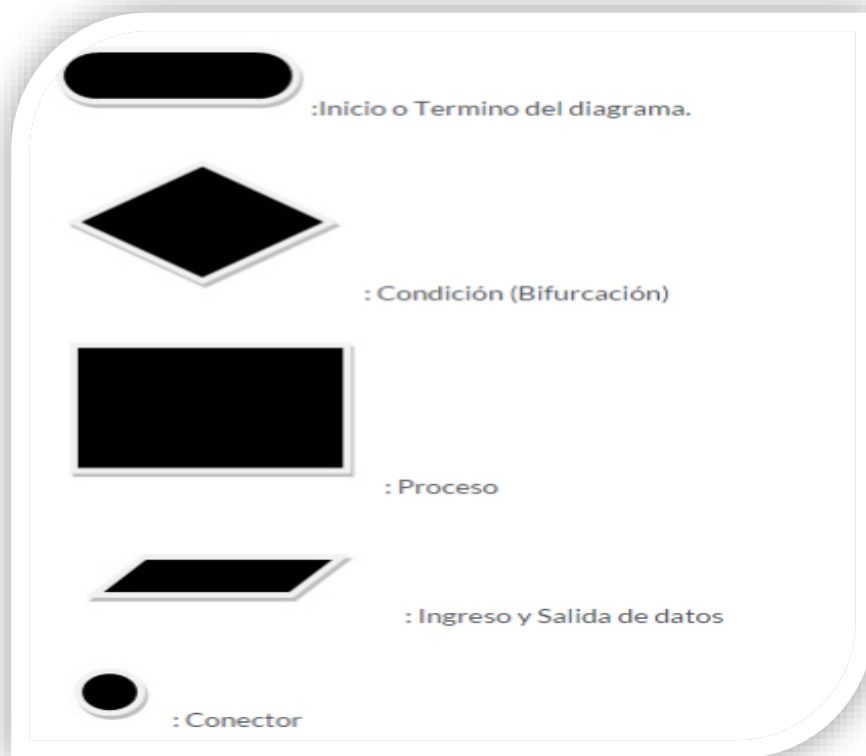 :Inicio o Termino del diagrama.
: Condición (Bifurcación)
: Proceso
: Ingreso y Salida de datos
: Conector